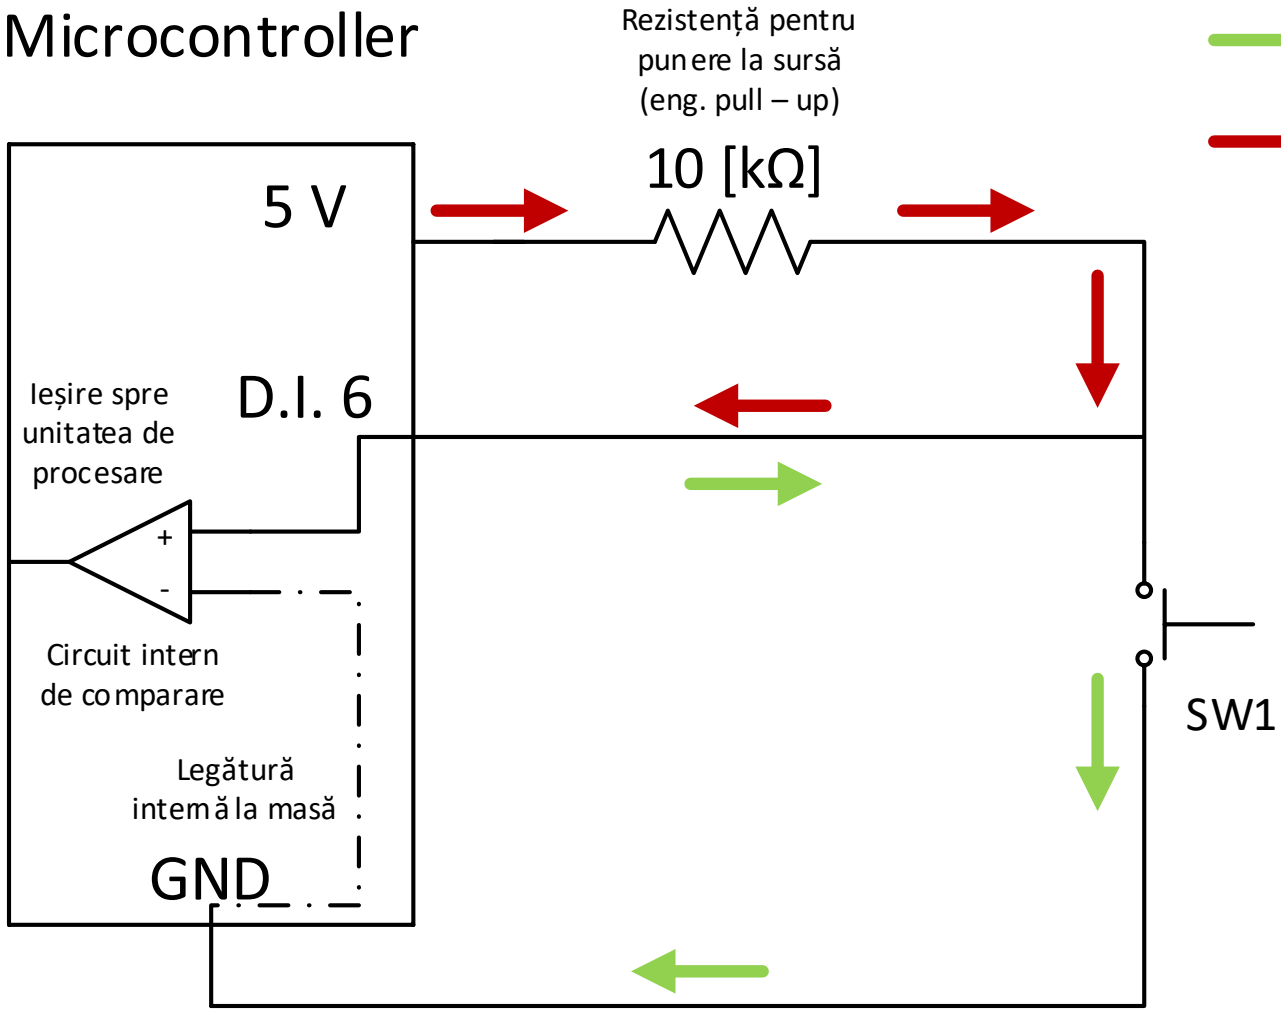 Microcontroller
Rezistență pentru
punere la sursă
(eng. pull – up)
10 [kΩ]
5 V
D.I. 6
Ieșire spre
unitatea de
procesare
+
-
Circuit intern
de comparare
SW1
Legătură
internă la masă
GND